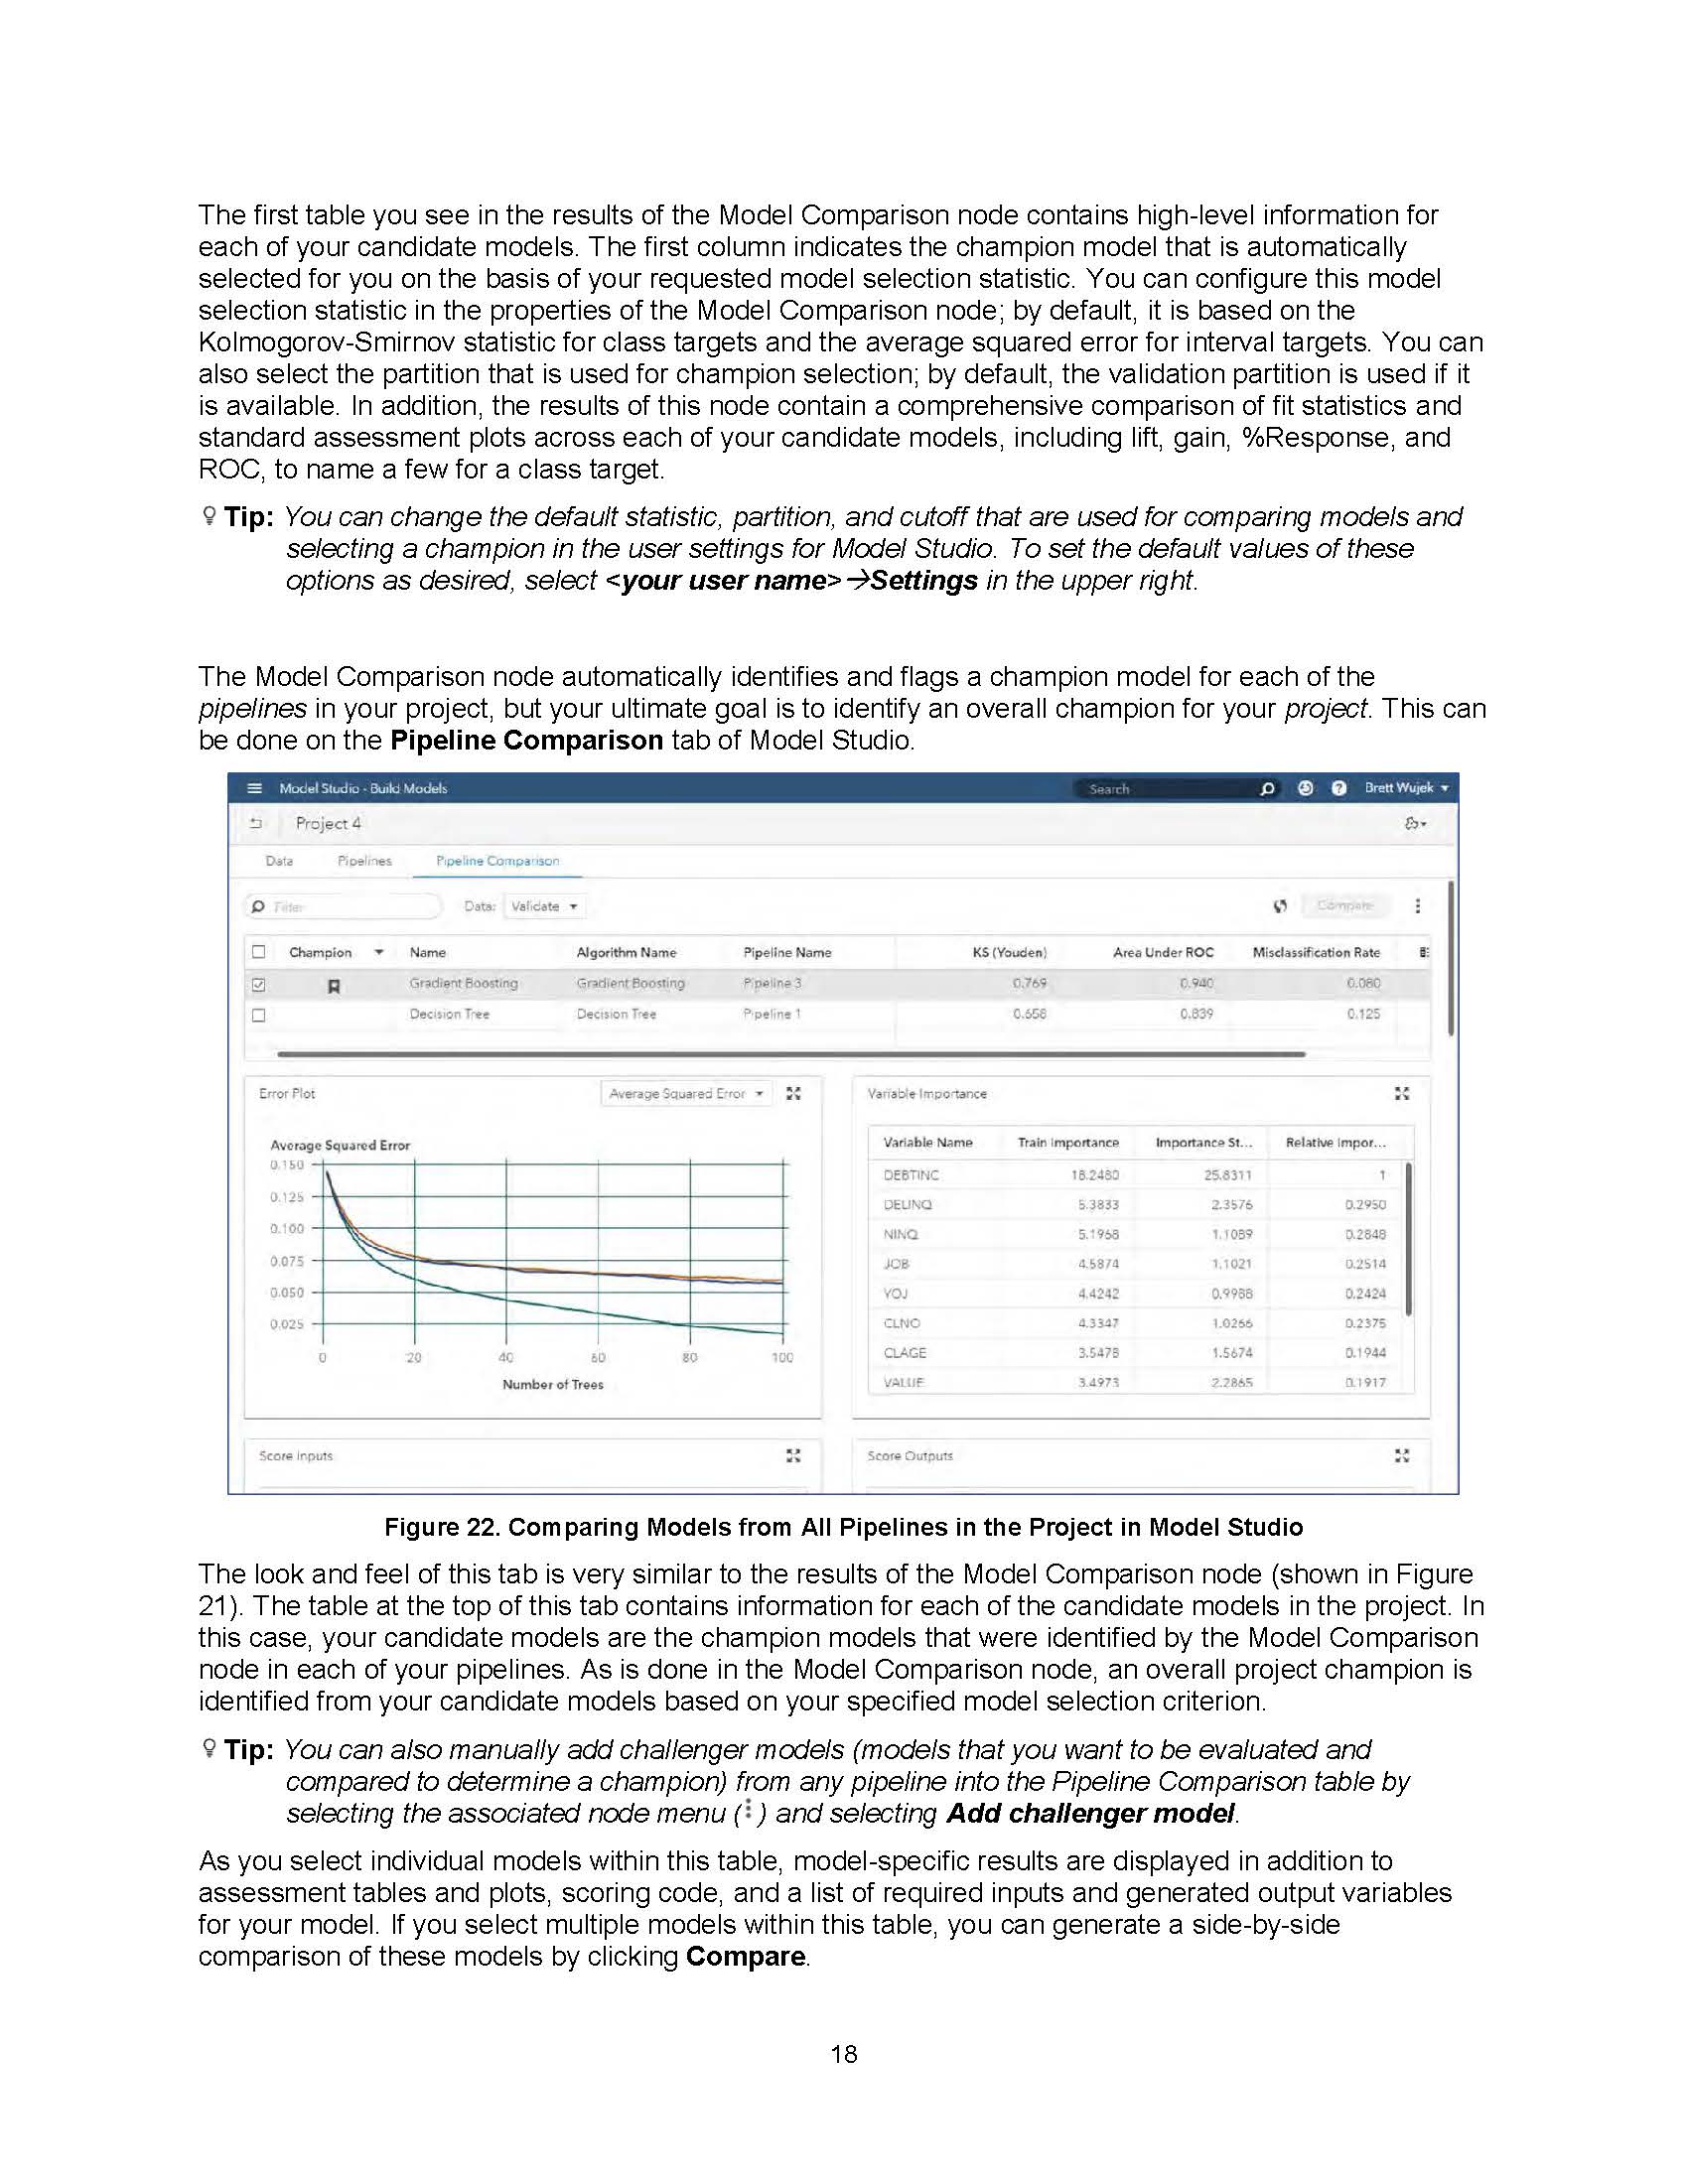 The first table you see in the results of the Model Comparison node contains high-level information for
each of your candidate models. The first column indicates the champion model that is automatically
selected for you on the basis of your requested model selection statistic. You can configure this model
selection statistic in the properties of the Model Comparison node; by default, it is based on the
Kolmogorov-Smirnov statistic for class targets and the average squared error for interval targets. You can
also select the partition that is used for champion selection; by default, the validation partition is used if it
is available. In addition, the results of this node contain a comprehensive comparison of fit statistics and
standard assessment plots across each of your candidate models, including lift, gain, %Response, and
ROC, to name a few for a class target.
Tip: You can change the default statistic, partition, and cutoff that are used for comparing models and
selecting a champion in the user settings for Model Studio. To set the default values of these
options as desired, select <your user name>→Settings in the upper right.
The Model Comparison node automatically identifies and flags a champion model for each of the
pipelines in your project, but your ultimate goal is to identify an overall champion for your project. This can
be done on the Pipeline Comparison tab of Model Studio.
Model Studio - Build Models Search Brett Wujek
Project 4
Data Pipelines Pipeline Comparison
Filter Data: Validate Compare
Champion Name Algorithm Name Pipeline Name KS (Youden) Area Under ROC Misclassification Rate
Gradient Boosting Gradient Boosting Pipeline 3 0.769 0.940 0.080
Decision Tree Decision Tree Pipeline 1 0.658 0.839 0.125
Error Plot Average Squared Error
Average Squared Error
0.150
0.125
0.100
0.075
0.050
0.025
0 20 40 60 80 100
Number of Trees
Variable Importance
Variable Name Train Importance Importance St... Relative Impor...
DEBTINC 18.2480 25.8311 1
DELINQ 5.3833 2.3576 0.2950
NINQ 5.1968 1.1089 0.2848
JOB 4.5874 1.1021 0.2514
YOJ 4.4242 0.9988 0.2424
CLNO 4.3347 1.0266 0.2375
CLAGE 3.5478 1.5674 0.1944
VALUE 3.4973 2.2865 0.1917
Score Inputs Score Outputs
Figure 22. Comparing Models from All Pipelines in the Project in Model Studio
The look and feel of this tab is very similar to the results of the Model Comparison node (shown in Figure
21). The table at the top of this tab contains information for each of the candidate models in the project. In
this case, your candidate models are the champion models that were identified by the Model Comparison
node in each of your pipelines. As is done in the Model Comparison node, an overall project champion is
identified from your candidate models based on your specified model selection criterion.
Tip: You can also manually add challenger models (models that you want to be evaluated and
compared to determine a champion) from any pipeline into the Pipeline Comparison table by
selecting the associated node menu (⋮) and selecting Add challenger model.
As you select individual models within this table, model-specific results are displayed in addition to
assessment tables and plots, scoring code, and a list of required inputs and generated output variables
for your model. If you select multiple models within this table, you can generate a side-by-side
comparison of these models by clicking Compare.
18